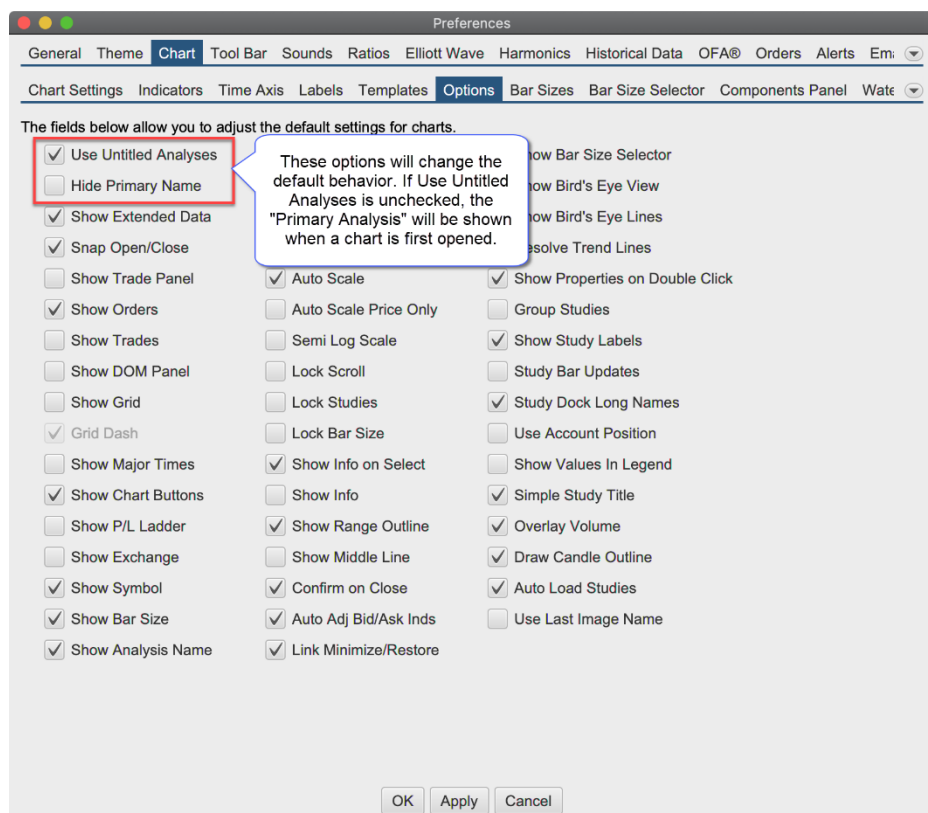 Preferences
General Theme Chart Tool Bar Sounds Ratios Elliott Wave Harmonics Historical Data OFA® Orders Alerts
Chart Settings Indicators Time Axis Labels Templates Options Bar Sizes Bar Size Selector Components Panel
The fields below allow you to adjust the default settings for charts.
Use Untitled Analyses
Hide Primary Name
Show Extended Data
Snap Open/Close
Show Trade Panel
Show Orders
Show Trades
Show DOM Panel
Show Grid
Grid Dash
Show Major Times
Show Chart Buttons
Show P/L Ladder
Show Exchange
Show Symbol
Show Bar Size
Show Analysis Name
These options will change the
default behavior. If Use Untitled
Analyses is unchecked, the
"Primary Analysis" will be shown
when a chart is first opened.
Auto Scale
Auto Scale Price Only
Semi Log Scale
Lock Scroll
Lock Studies
Lock Bar Size
Show Info on Select
Show Info
Show Range Outline
Show Middle Line
Confirm on Close
Auto Adj Bid/Ask Inds
Link Minimize/Restore
Bar Size Selector
Bird's Eye View
Bird's Eye Lines
Trend Lines
Show Properties on Double Click
Group Studies
Show Study Labels
Study Bar Updates
Study Dock Long Names
Use Account Position
Show Values In Legend
Simple Study Title
Overlay Volume
Draw Candle Outline
Auto Load Studies
Use Last Image Name
OK Apply Cancel